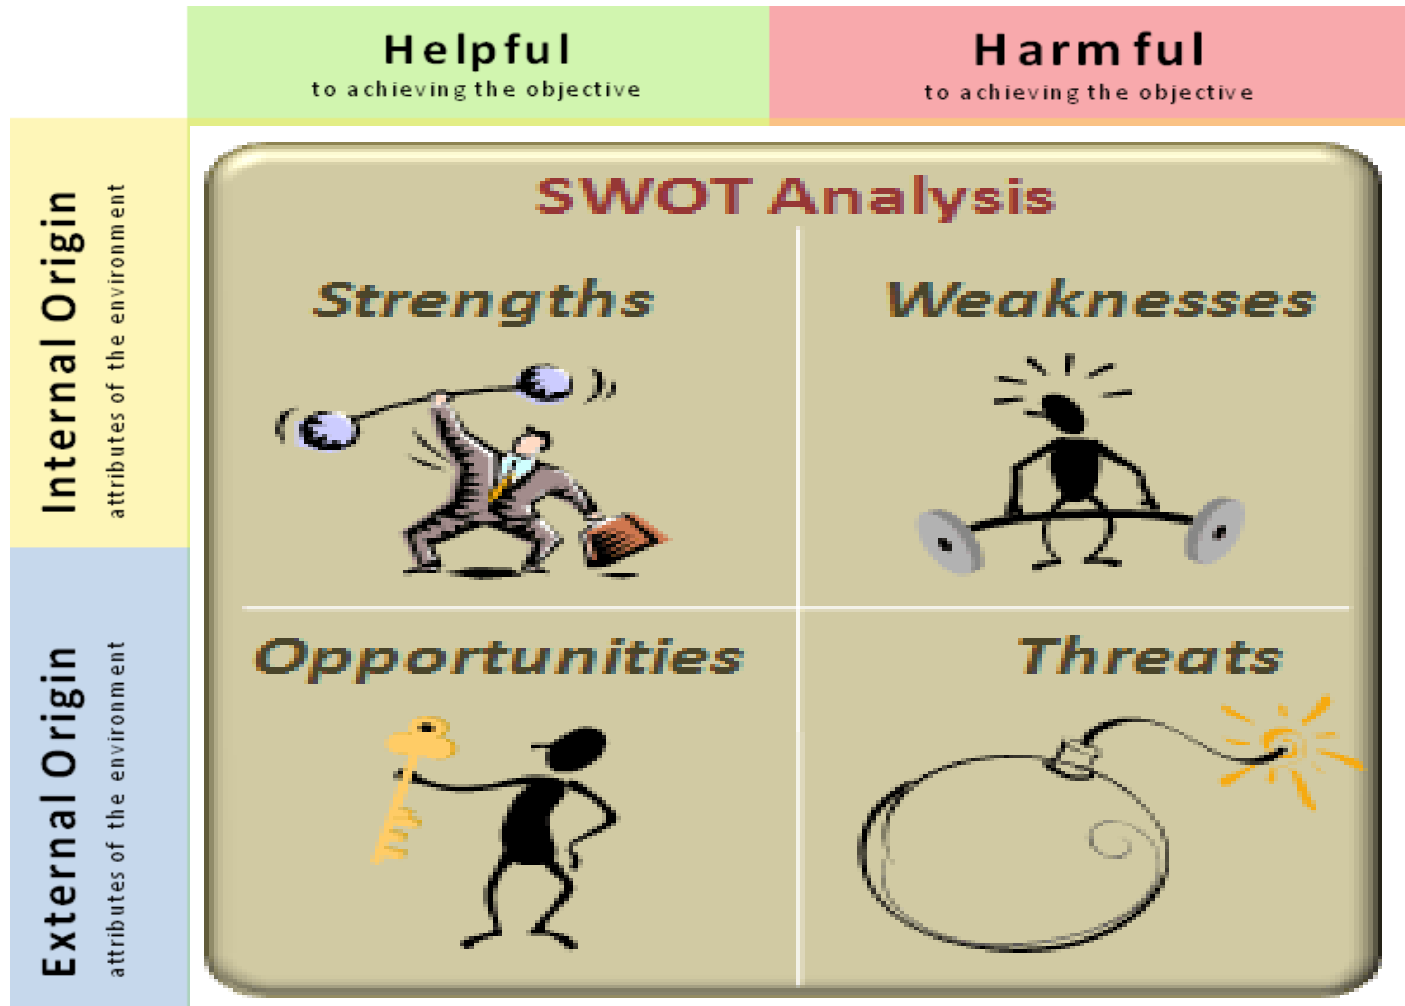 Helpful
to achieving the objective
Harmful
to achieving the objective
Internal Origin
attributes of the environment
External Origin
attributes of the environment
SWOT Analysis
Strengths
Weaknesses
Opportunities
Threats